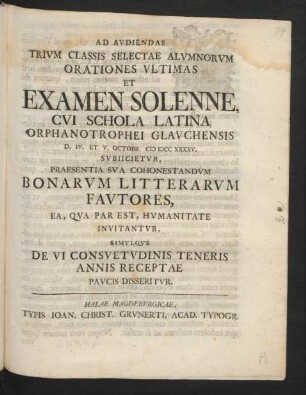 AD AVDIENDAS
TRIVM CLASSIS SELECTAE ALVMNORVM
ORATIONES VLTIMAS
ET
EXAMEN SOLENNE,
CVI SCHOLA LATINA
ORPHANOTROPHEI GLAVCHENSIS
D. IV. ET V. OCTOBR. CIƆIƆCC XXXXV.
SVBIICIETVR,
PRAESENTIA SVA COHONESTANDVM
BONARVM LITTERARVM
FAVTORES,
EA, QVA PAR EST, HVMANITATE
INVITANTVR.
SIMVLQVE
DE VI CONSVETVDINIS TENERIS
ANNIS RECEPTAE
PAVCIS DISSERITVR.
HALAE MAGDEBVRGICAE,
TYPIS IOAN. CHRIST. GRVNERTI, ACAD. TYPOGR.